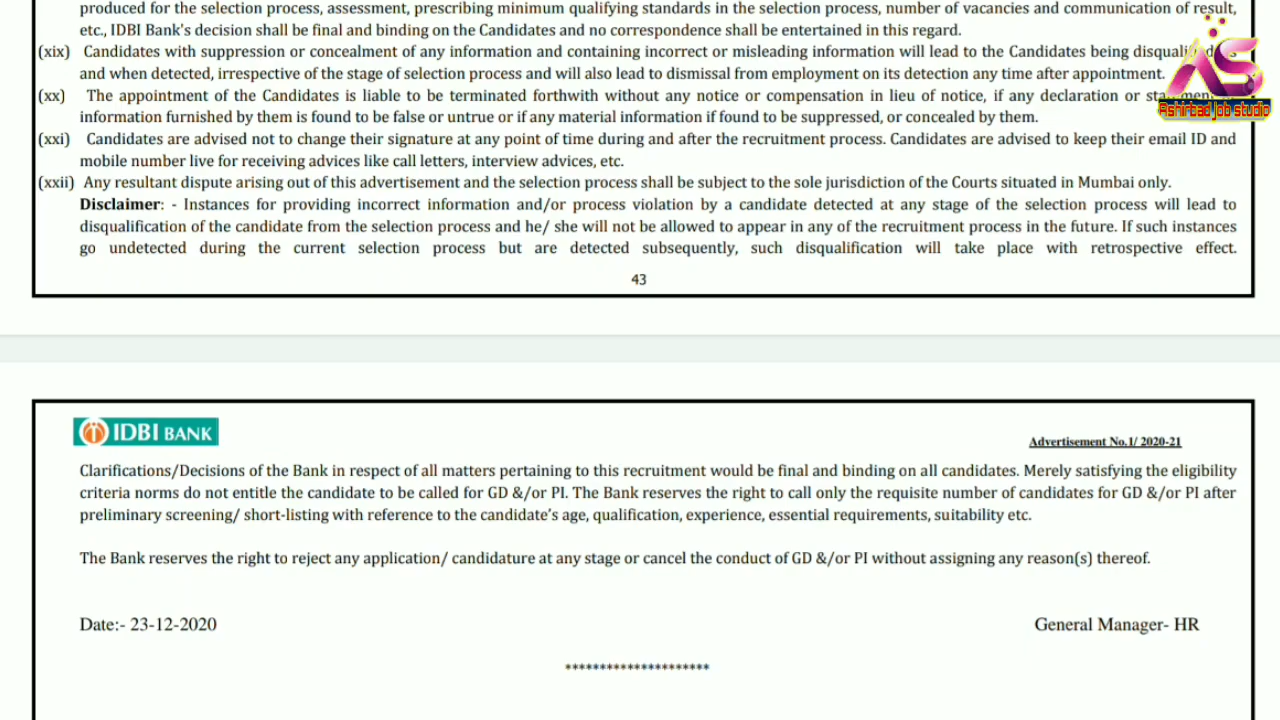 produced for the selection process, assessment, prescribing minimum qualifying standards in the selection process, number of vacancies and communication of result,
etc., IDBI Bank's decision shall be final and binding on the Candidates and no correspondence shall be entertained in this regard.
(xix) Candidates with suppression or concealment of any information and containing incorrect or misleading information will lead to the Candidates being
and when detected, irrespective of the stage of selection process and will also lead to dismissal from employment on its detection any time after appointment.
(xx) The appointment of the Candidates is liable to be terminated forthwith without any notice or compensation in lieu of notice, if any declaration or
information furnished by them is found to be false or untrue or if any material information if found to be suppressed, or concealed by them.
(xxi) Candidates are advised not to change their signature at any point of time during and after the recruitment process. Candidates are advised to keep their email ID and
mobile number live for receiving advices like call letters, interview advices, etc.
(xxii) Any resultant dispute arising out of this advertisement and the selection process shall be subject to the sole jurisdiction of the Courts situated in Mumbai only.
Disclaimer: - Instances for providing incorrect information and/or process violation by a candidate detected at any stage of the selection process will lead to
disqualification of the candidate from the selection process and he/ she will not be allowed to appear in any of the recruitment process in the future. If such instances
go undetected during the current selection process but are detected subsequently, such disqualification will take place with retrospective effect.
43
AS
Ashirbad job studio
IDBI BANK
Advertisement No.1/ 2020-21
Clarifications/Decisions of the Bank in respect of all matters pertaining to this recruitment would be final and binding on all candidates. Merely satisfying the eligibility
criteria norms do not entitle the candidate to be called for GD &/or PI. The Bank reserves the right to call only the requisite number of candidates for GD &/or PI after
preliminary screening/ short-listing with reference to the candidate's age, qualification, experience, essential requirements, suitability etc.
The Bank reserves the right to reject any application/ candidature at any stage or cancel the conduct of GD &/or PI without assigning any reason(s) thereof.
Date:- 23-12-2020
General Manager- HR
*********************